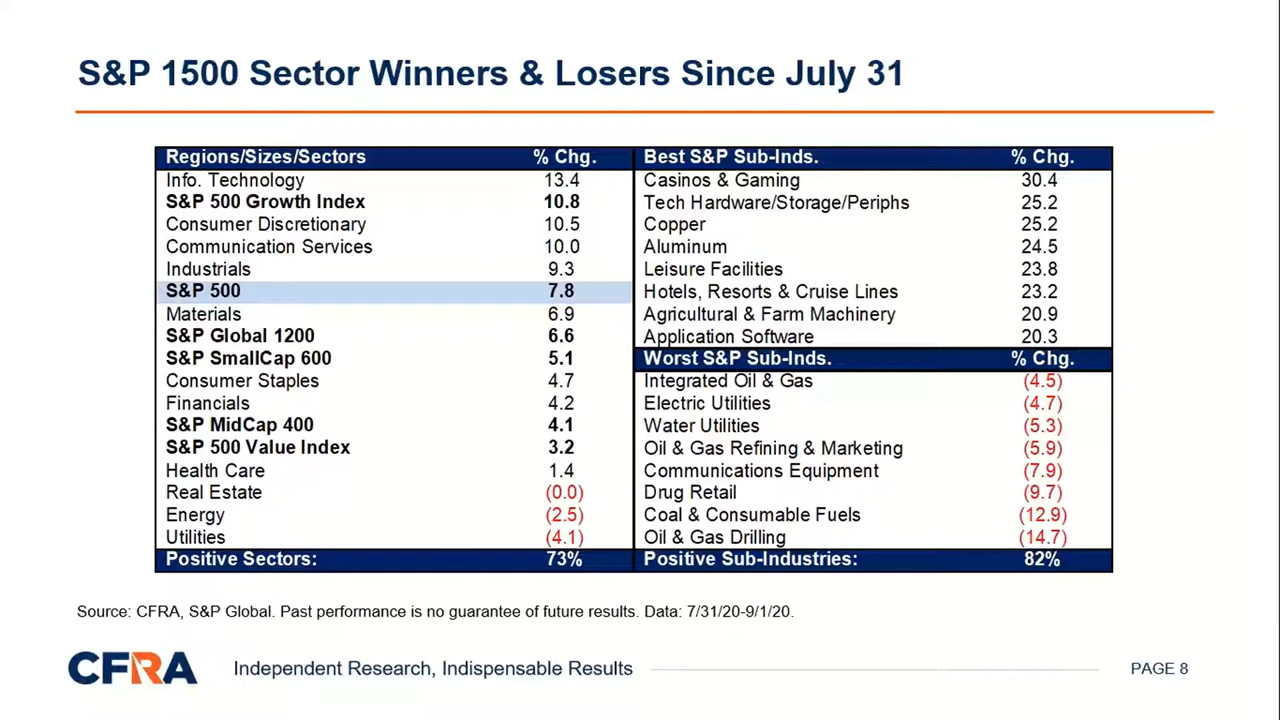 S&P 1500 Sector Winners & Losers Since July 31
Regions/Sizes/Sectors % Chg.
Info. Technology 13.4
S&P 500 Growth Index 10.8
Consumer Discretionary 10.5
Communication Services 10.0
Industrials 9.3
S&P 500 7.8
Materials 6.9
S&P Global 1200 6.6
S&P SmallCap 600 5.1
Consumer Staples 4.7
Financials 4.2
S&P MidCap 400 4.1
S&P 500 Value Index 3.2
Health Care 1.4
Real Estate (0.0)
Energy (2.5)
Utilities (4.1)
Positive Sectors: 73%
Best S&P Sub-Inds. % Chg.
Casinos & Gaming 30.4
Tech Hardware/Storage/Periphs 25.2
Copper 25.2
Aluminum 24.5
Leisure Facilities 23.8
Hotels, Resorts & Cruise Lines 23.2
Agricultural & Farm Machinery 20.9
Application Software 20.3
Worst S&P Sub-Inds. % Chg.
Integrated Oil & Gas (4.5)
Electric Utilities (4.7)
Water Utilities (5.3)
Oil & Gas Refining & Marketing (5.9)
Communications Equipment (7.9)
Drug Retail (9.7)
Coal & Consumable Fuels (12.9)
Oil & Gas Drilling (14.7)
Positive Sub-Industries: 82%
Source: CFRA, S&P Global. Past performance is no guarantee of future results. Data: 7/31/20-9/1/20.
CFRA Independent Research, Indispensable Results PAGE 8